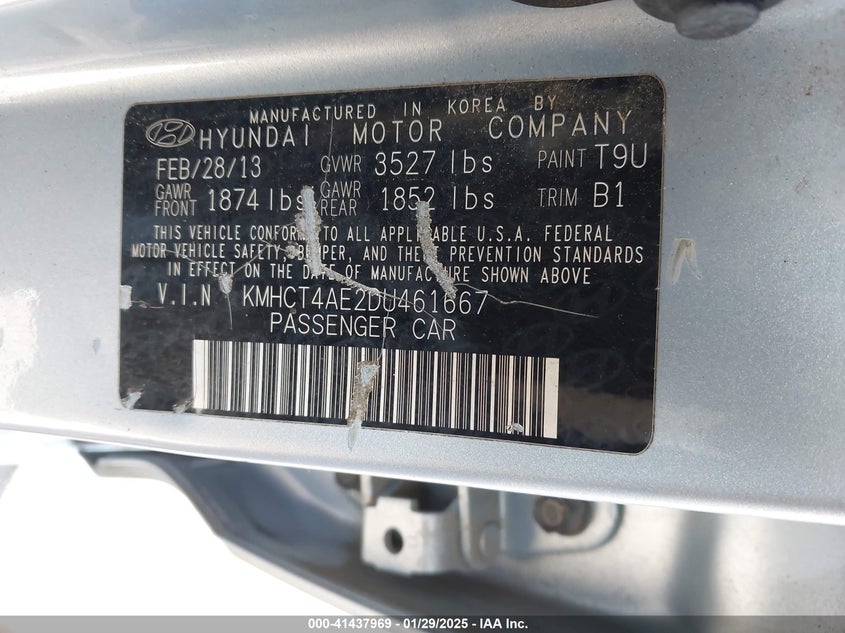 MANUFACTURED IN KOREA BY
HYUNDAI MOTOR COMPANY
FEB/28/13 GVWR 3527 lbs PAINT T9U
GAWR FRONT 1874 lbs GAWR REAR 1852 lbs TRIM B1
THIS VEHICLE CONFORMS TO ALL APPLICABLE U.S.A. FEDERAL
MOTOR VEHICLE SAFETY, BUMPER, AND THEFT PREVENTION STANDARDS
IN EFFECT ON THE DATE OF MANUFACTURE SHOWN ABOVE
V.I.N KMHCT4AE2DU461667
PASSENGER CAR
000-41437969 - 01/29/2025 - IAA Inc.